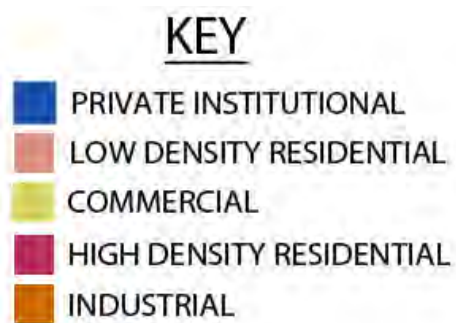 KEY
PRIVATE INSTITUTIONAL
LOW DENSITY RESIDENTIAL
COMMERCIAL
HIGH DENSITY RESIDENTIAL
INDUSTRIAL